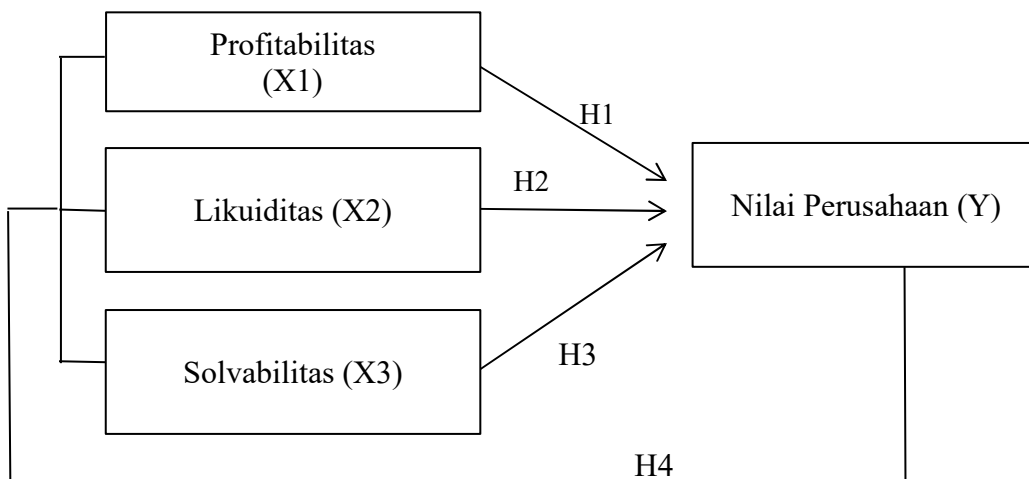 Profitabilitas
(X1)
H1
H2
Likuiditas (X2)
Nilai Perusahaan (Y)
H3
Solvabilitas (X3)
H4